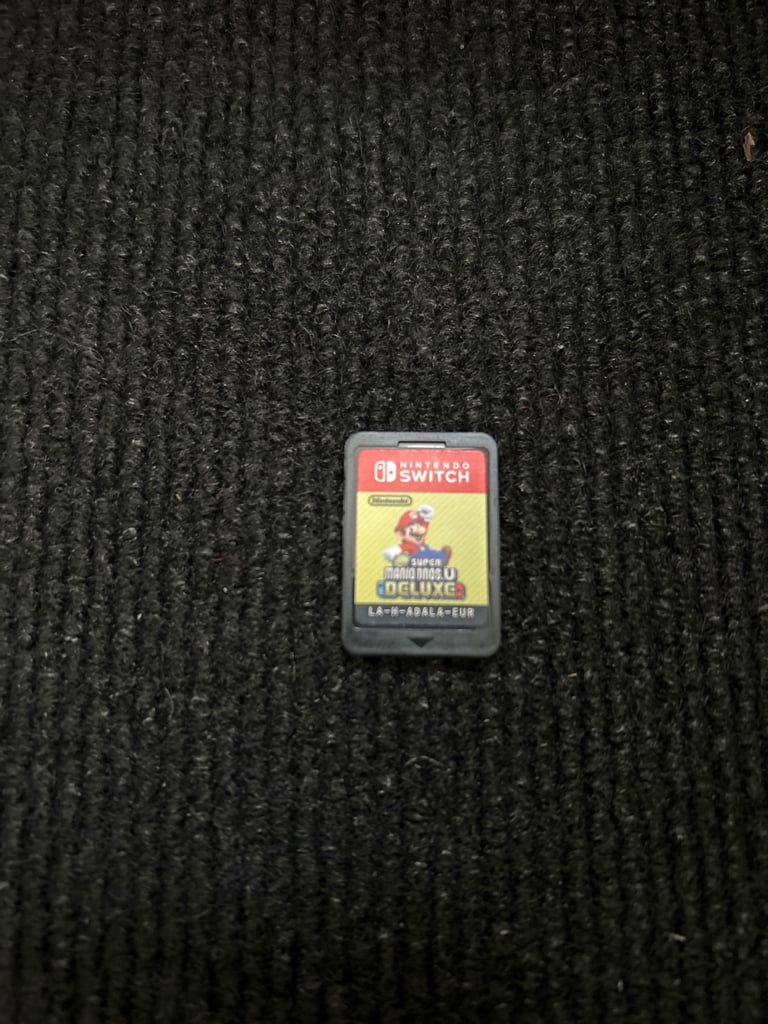 NINTENDO
SWITCH
Nintendo
SUPER
MARIO BROS. U
DELUXE
LA-H-ADALA-EUR